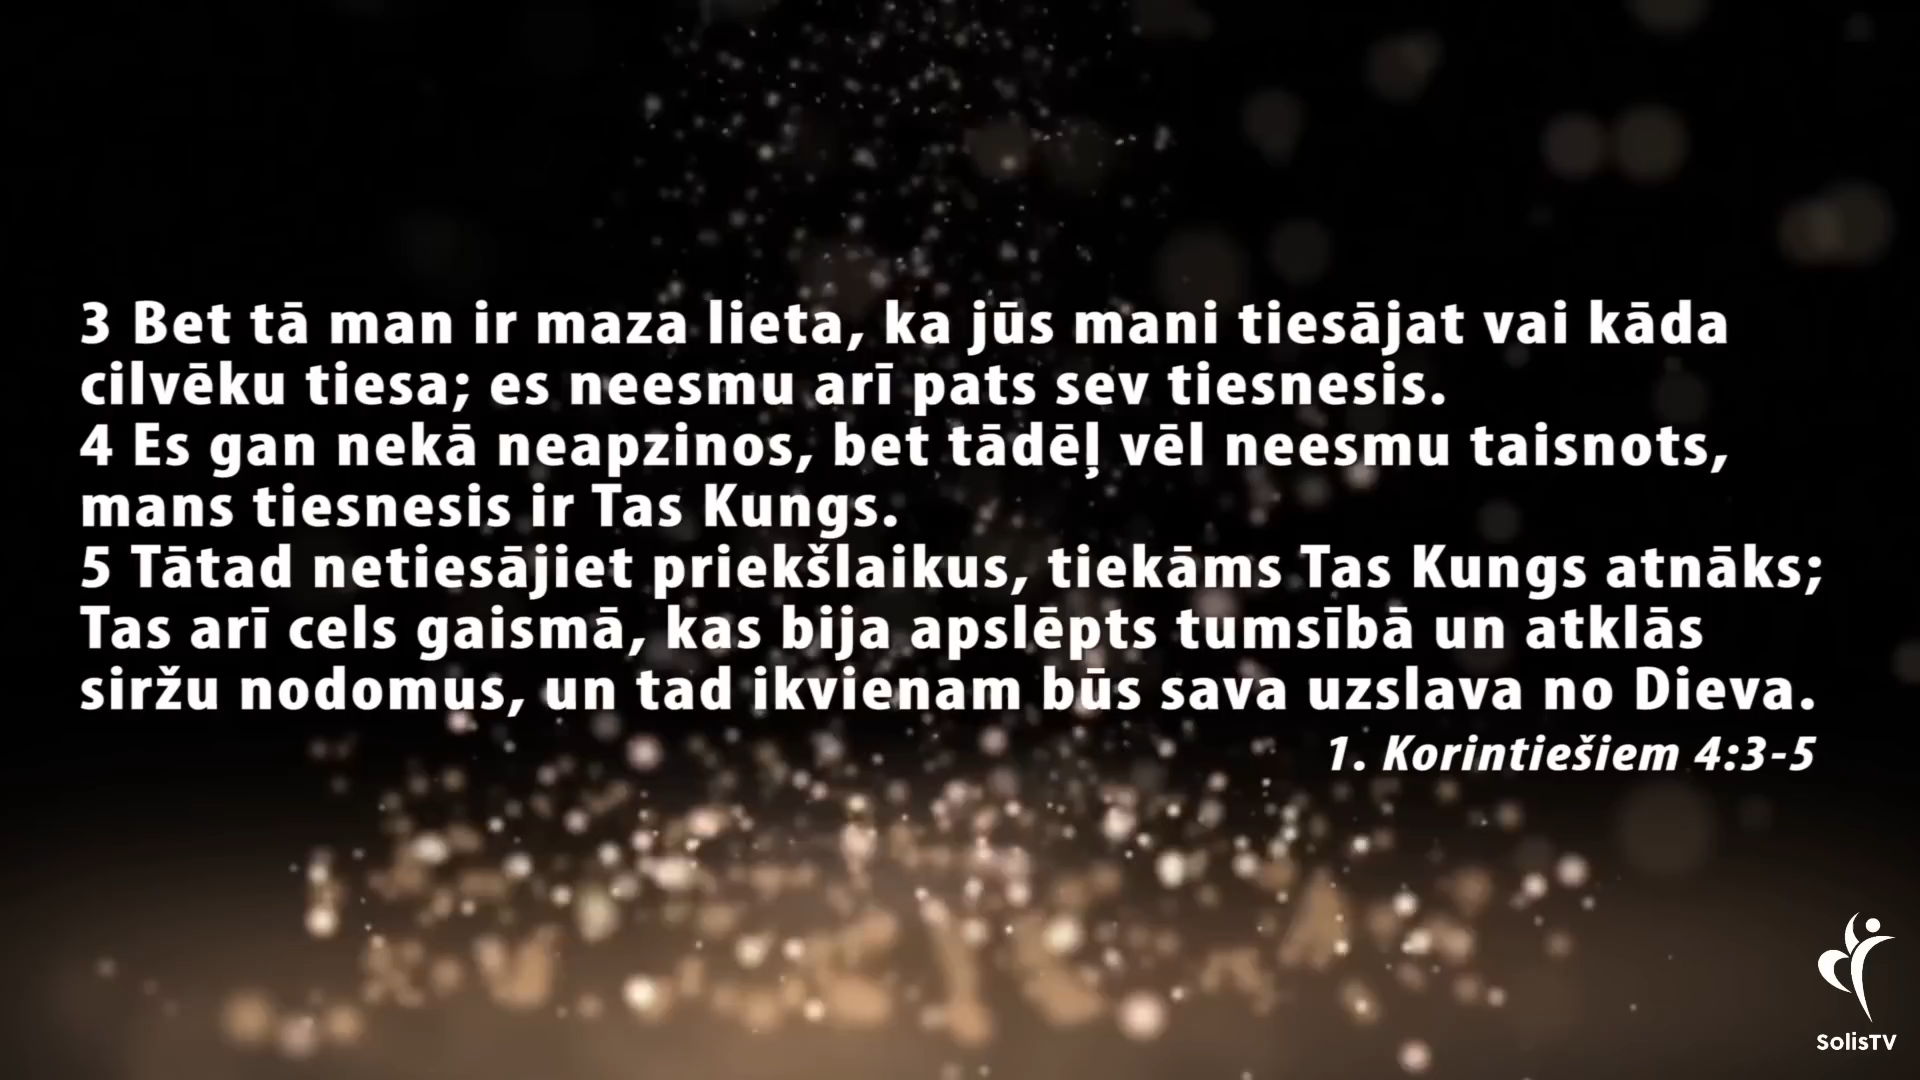 3 Bet tā man ir maza lieta, ka jūs mani tiesājat vai kāda
cilvēku tiesa; es neesmu arī pats sev tiesnesis.
4 Es gan nekā neapzinos, bet tādēļ vēl neesmu taisnots,
mans tiesnesis ir Tas Kungs.
5 Tātad netiesājiet priekšlaikus, tiekāms Tas Kungs atnāks;
Tas arī cels gaismā, kas bija apslēpts tumsībā un atklās
siržu nodomus, un tad ikvienam būs sava uzslava no Dieva.
1. Korintiešiem 4:3-5
SolisTV